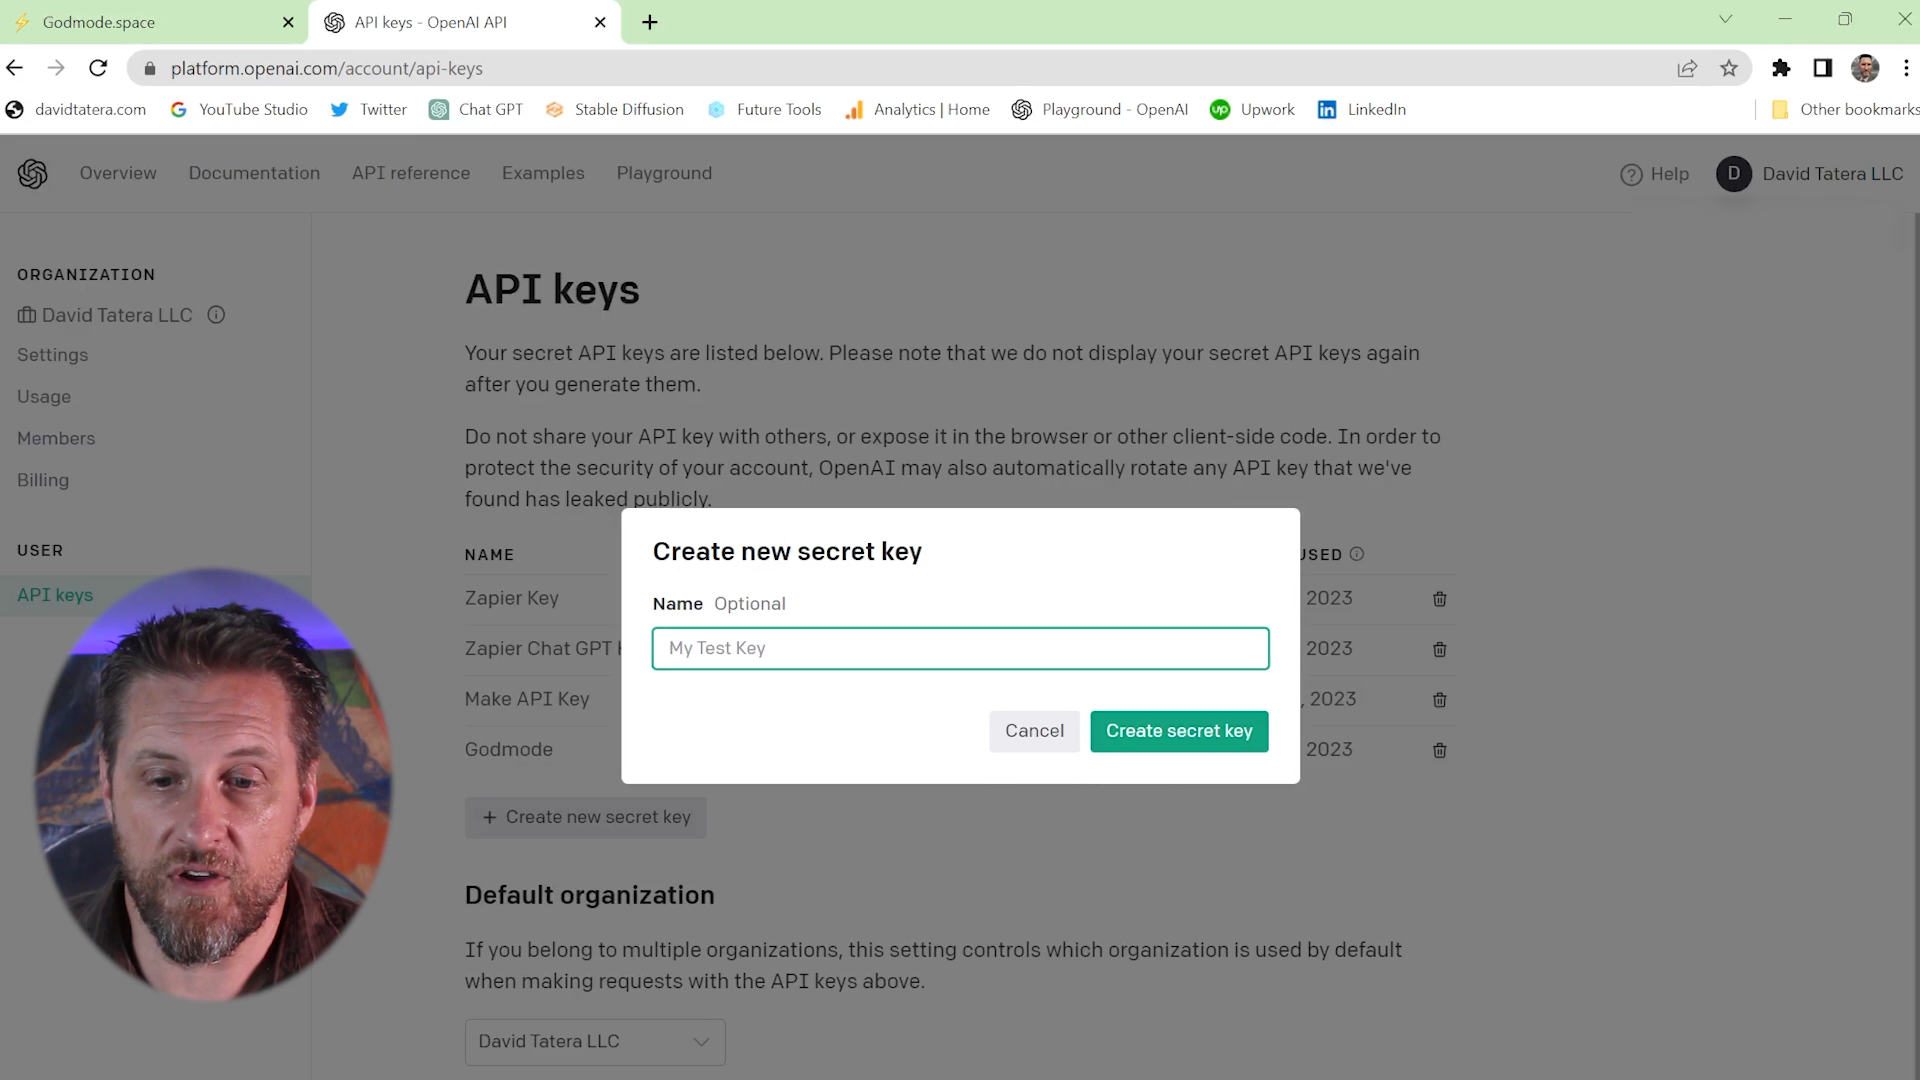 Godmode.space
API keys - OpenAI API
platform.openai.com/account/api-keys
davidtatera.com
YouTube Studio
Twitter
Chat GPT
Stable Diffusion
Future Tools
Analytics | Home
Playground - OpenAI
up
Upwork
in
LinkedIn
Other bookmarks
Overview
Documentation
API reference
Examples
Playground
? Help
D
David Tatera LLC
ORGANIZATION
David Tatera LLC
Settings
Usage
Members
Billing
USER
API keys
API keys
Your secret API keys are listed below. Please note that we do not display your secret API keys again
after you generate them.
Do not share your API key with others, or expose it in the browser or other client-side code. In order to
protect the security of your account, OpenAI may also automatically rotate any API key that we've
found has leaked publicly.
NAME
USED
Zapier Key
2023
Zapier Chat GPT
2023
Make API Key
, 2023
Godmode
2023
Create new secret key
Name Optional
My Test Key
Cancel
Create secret key
+ Create new secret key
Default organization
If you belong to multiple organizations, this setting controls which organization is used by default
when making requests with the API keys above.
David Tatera LLC